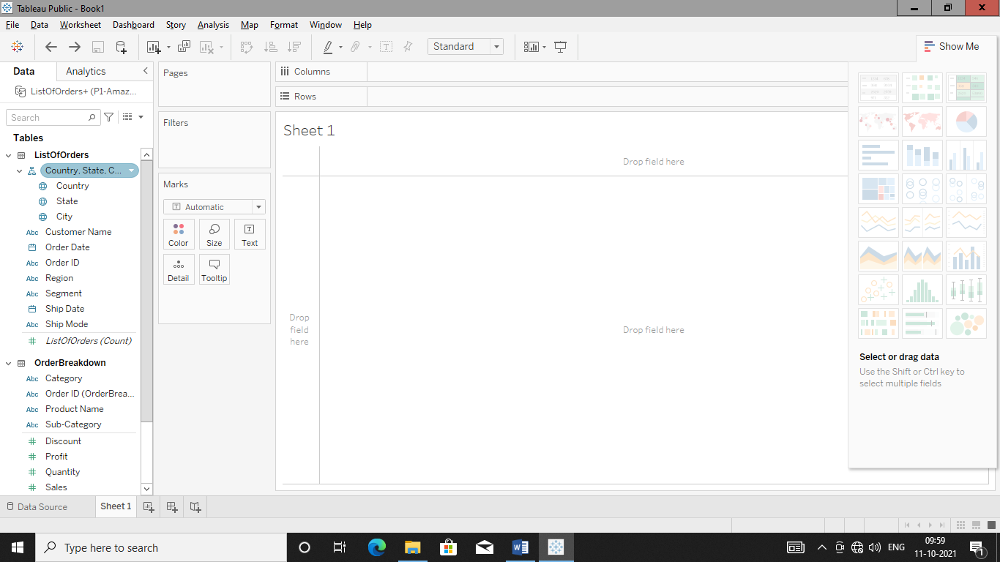 Tableau Public - Book1
File Data Worksheet Dashboard Story Analysis Map Format Window Help
Standard
Show Me
Data Analytics
ListOfOrders+ (P1-Amaz...
Search
Tables
ListOfOrders
Country, State, C...
Country
State
City
Abc Customer Name
Order Date
Abc Order ID
Abc Region
Abc Segment
Ship Date
Abc Ship Mode
ListOfOrders (Count)
OrderBreakdown
Abc Category
Abc Order ID (OrderBrea...
Abc Product Name
Abc Sub-Category
Discount
Profit
Quantity
Sales
Pages
Filters
Marks
Automatic
Color Size Text
Detail Tooltip
Columns
Rows
Sheet 1
Drop field here
Drop
field
here
Drop field here
Select or drag data
Use the Shift or Ctrl key to
select multiple fields
Data Source Sheet 1
Type here to search
ENG
09:59
11-10-2021
1